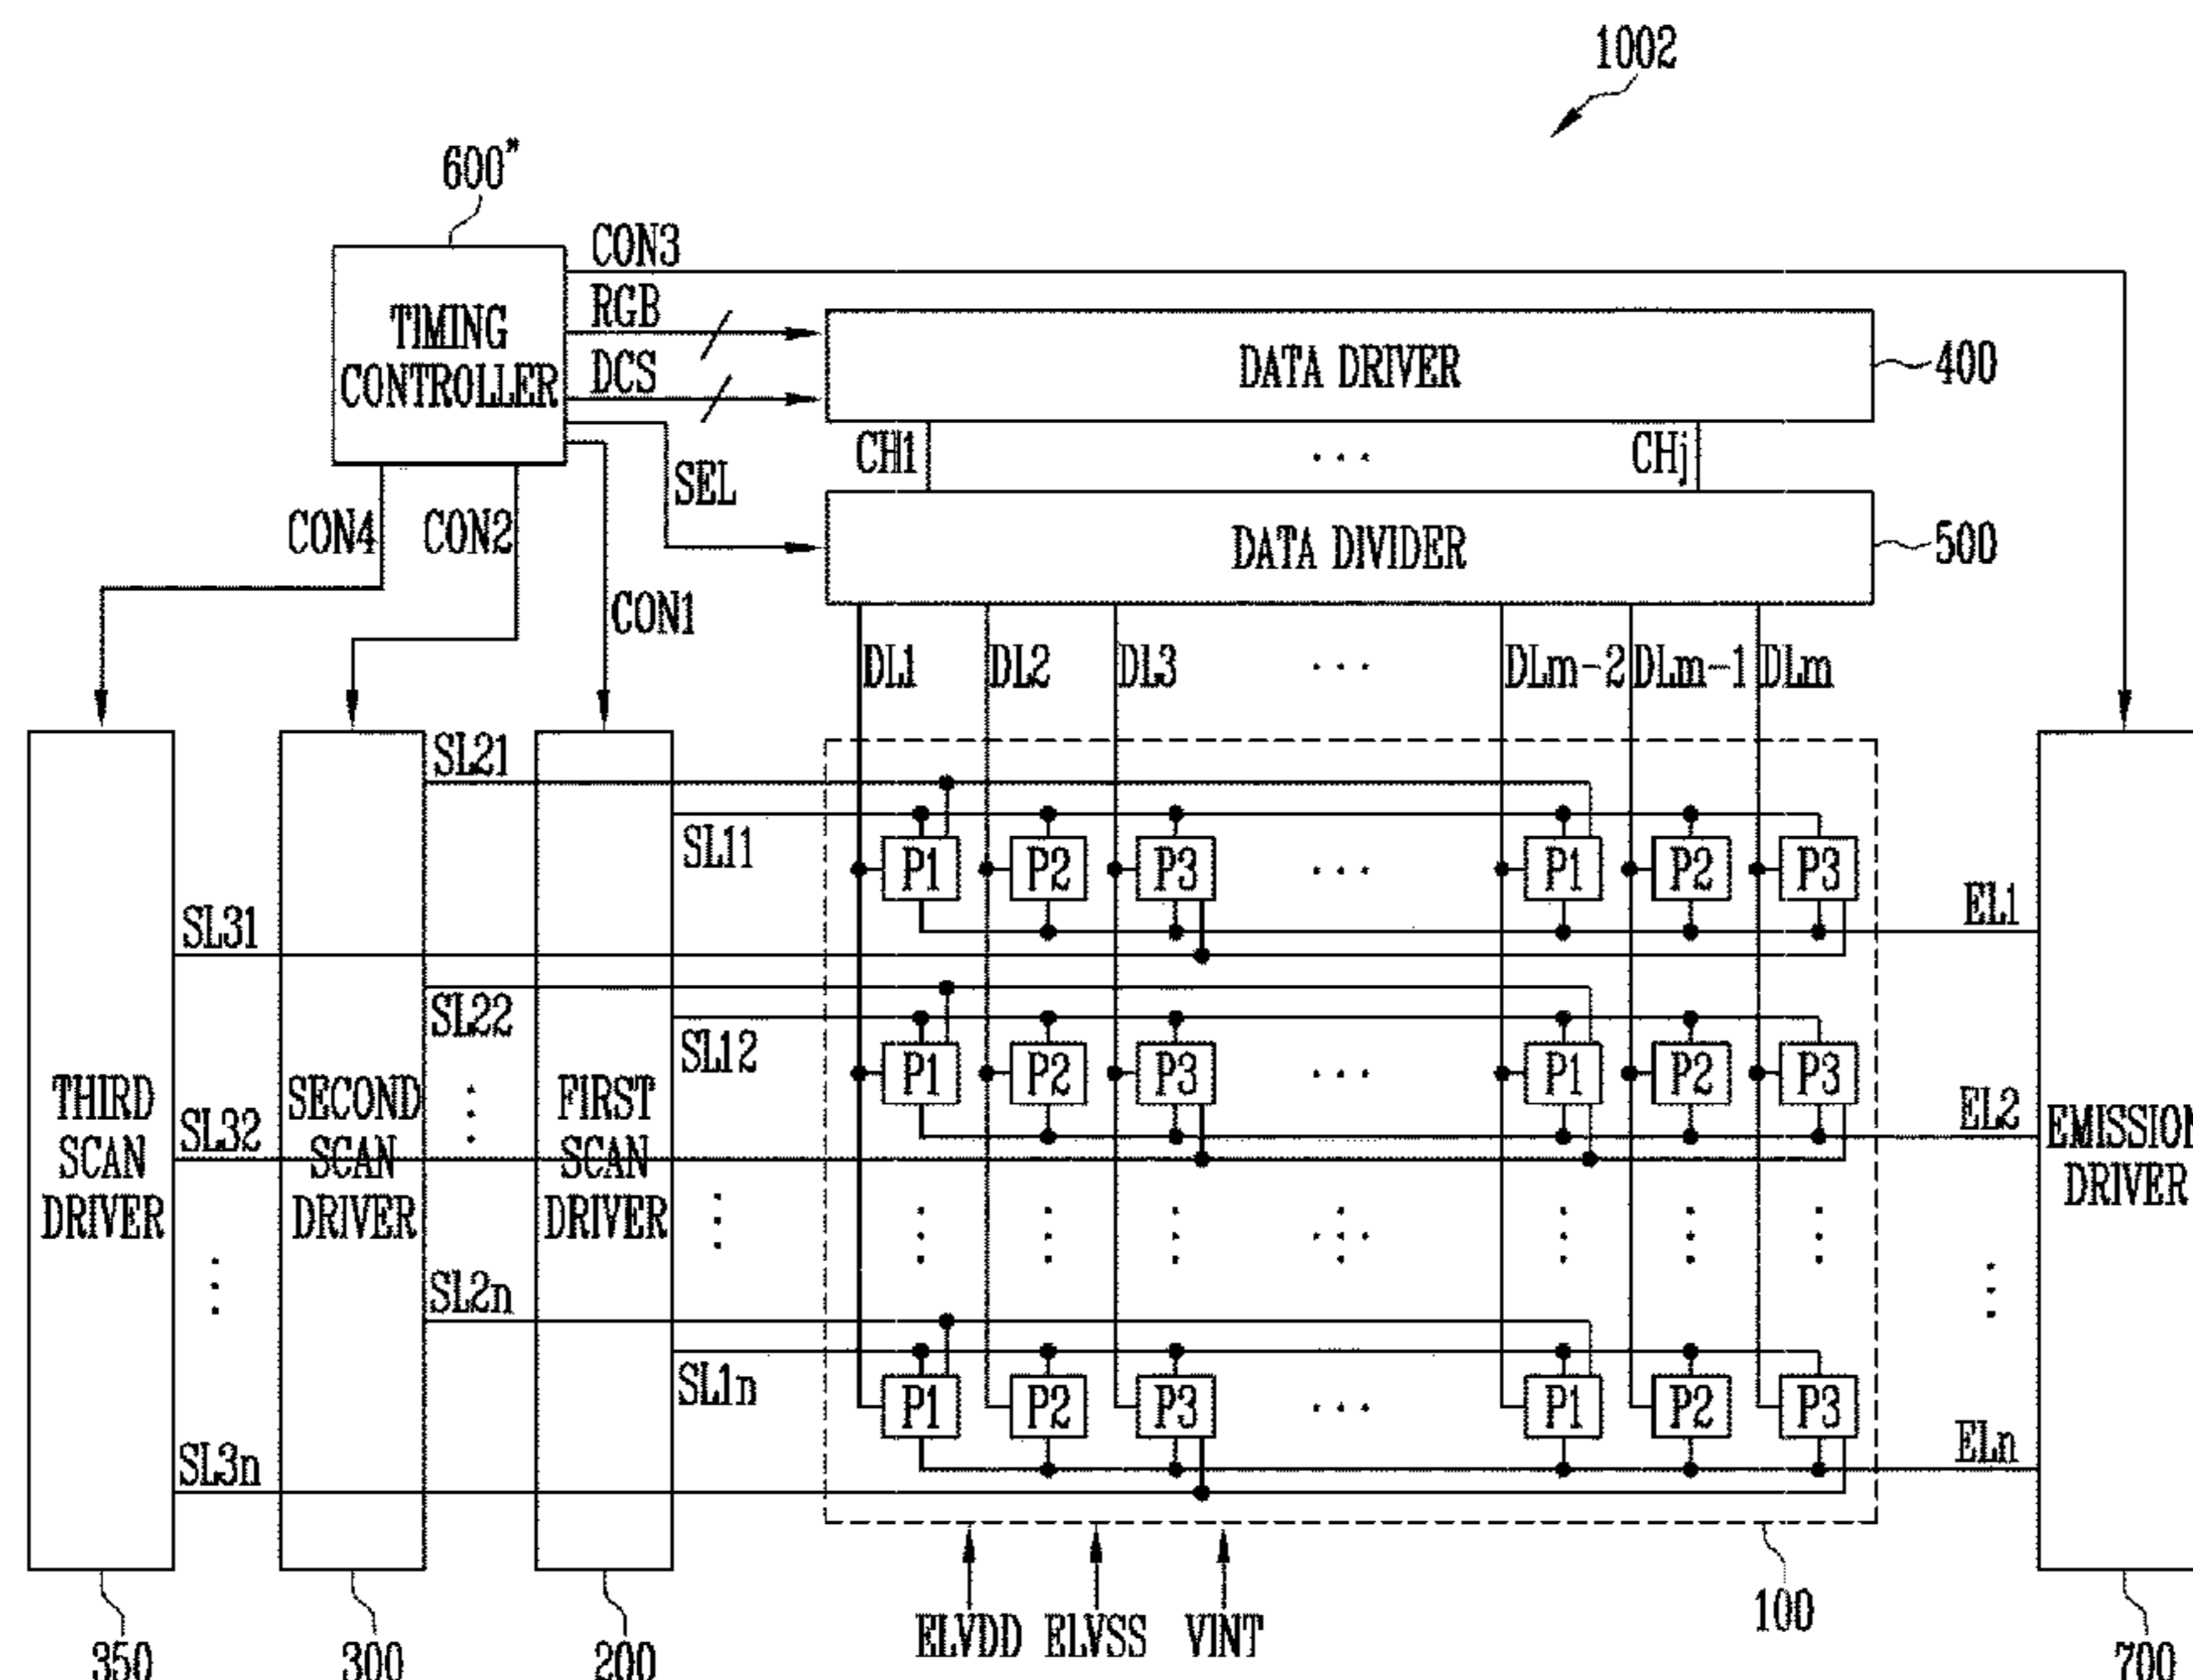 1002
600"
CON3
RGB
DCS
TIMING
CONTROLLER
DATA DRIVER
400
CH1
...
CHj
SEL
CON4
CON2
CON1
DATA DIVIDER
500
DL1
DL2
DL3
...
DLm-2
DLm-1
DLm
SL21
SL11
P1
P2
P3
...
P1
P2
P3
EL1
SL31
SL22
SL12
P1
P2
P3
...
P1
P2
P3
EL2
SL32
THIRD
SCAN
DRIVER
SECOND
SCAN
DRIVER
FIRST
SCAN
DRIVER
EMISSION
DRIVER
SL2n
SL1n
P1
P2
P3
...
P1
P2
P3
ELn
SL3n
ELVDD
ELVSS
VINT
100
350
300
200
700